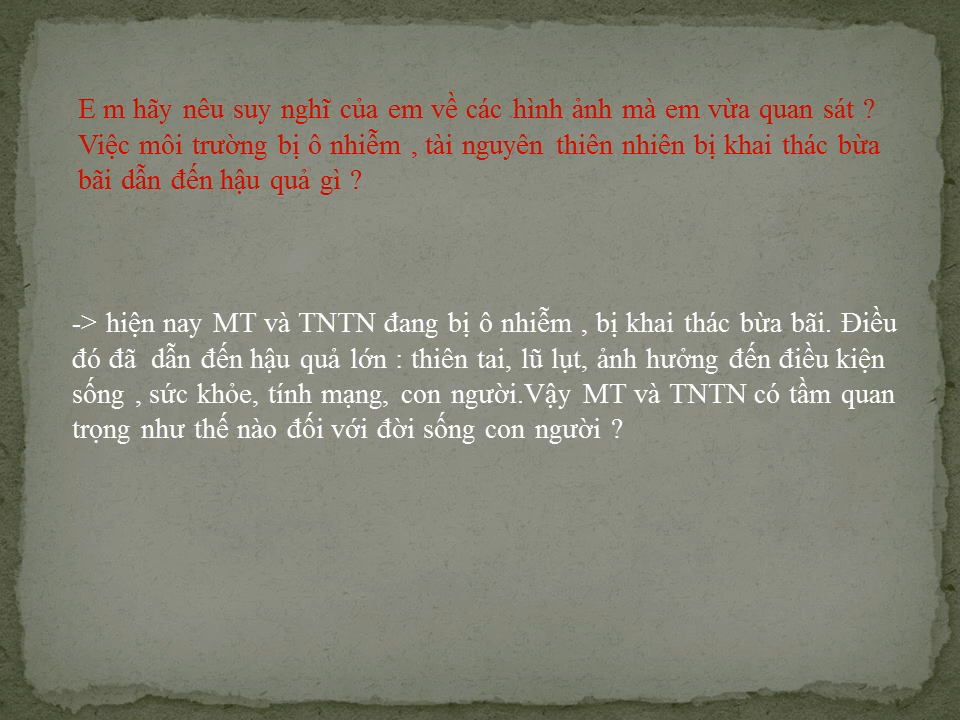 E m hãy nêu suy nghĩ của em về các hình ảnh mà em vừa quan sát ?
Việc môi trường bị ô nhiễm , tài nguyên thiên nhiên bị khai thác bừa
bãi dẫn đến hậu quả gì ?
-> hiện nay MT và TNTN đang bị ô nhiễm , bị khai thác bừa bãi. Điều
đó đã dẫn đến hậu quả lớn : thiên tai, lũ lụt, ảnh hưởng đến điều kiện
sống , sức khỏe, tính mạng, con người.Vậy MT và TNTN có tầm quan
trọng như thế nào đối với đời sống con người ?